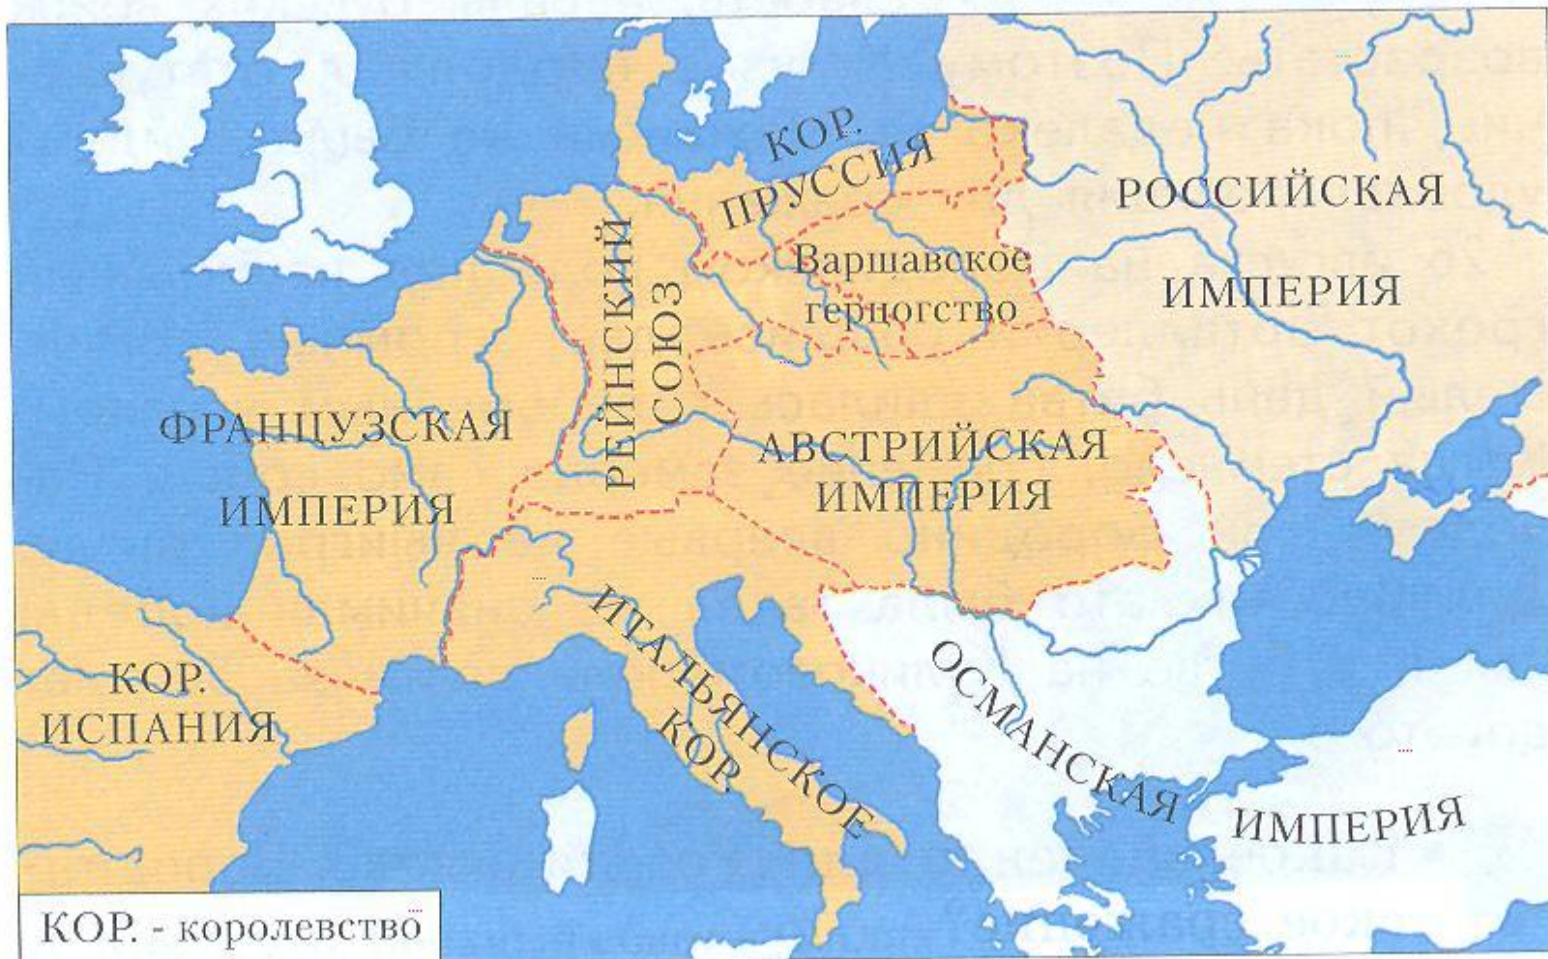 КОР.
ПРУССИЯ
РОССИЙСКАЯ
ИМПЕРИЯ
Варшавское
герцогство
РЕЙНСКИЙ
СОЮЗ
ФРАНЦУЗСКАЯ
ИМПЕРИЯ
АВСТРИЙСКАЯ
ИМПЕРИЯ
ИТАЛЬЯНСКОЕ
КОР.
КОР.
ИСПАНИЯ
ОСМАНСКАЯ
ИМПЕРИЯ
КОР. - королевство